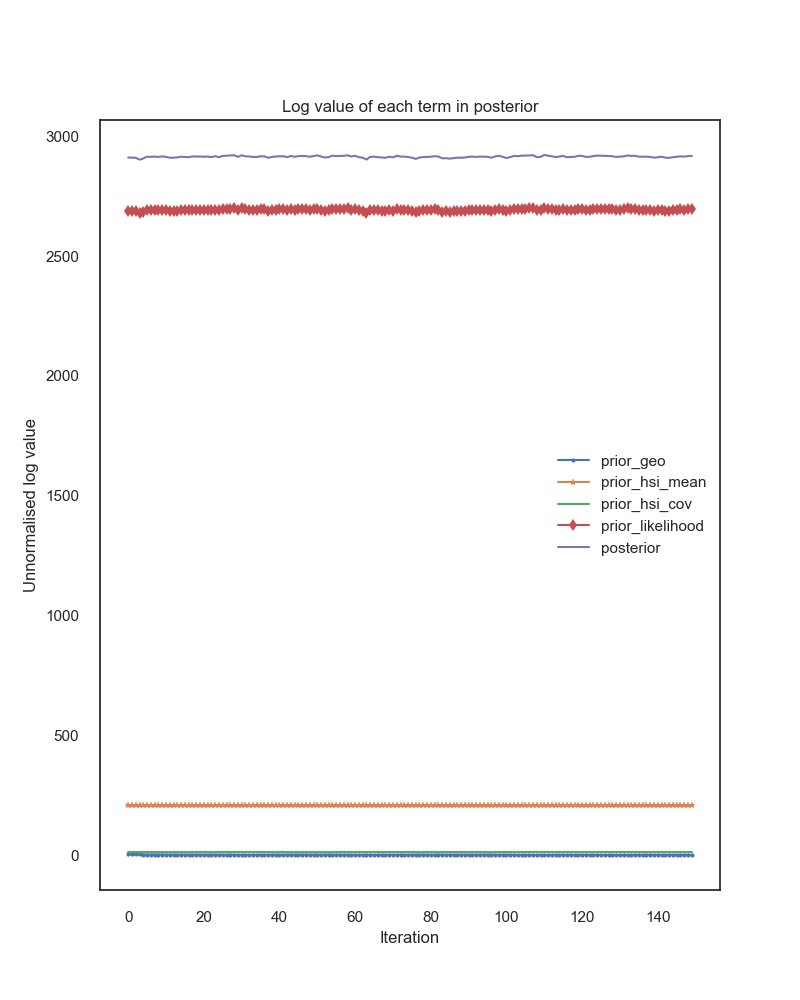 Log value of each term in posterior
3000
2500
2000
1500
1000
500
0
Unnormalised log value
prior_geo
prior_hsi_mean
prior_hsi_cov
prior_likelihood
posterior
0 20 40 60 80 100 120 140
Iteration